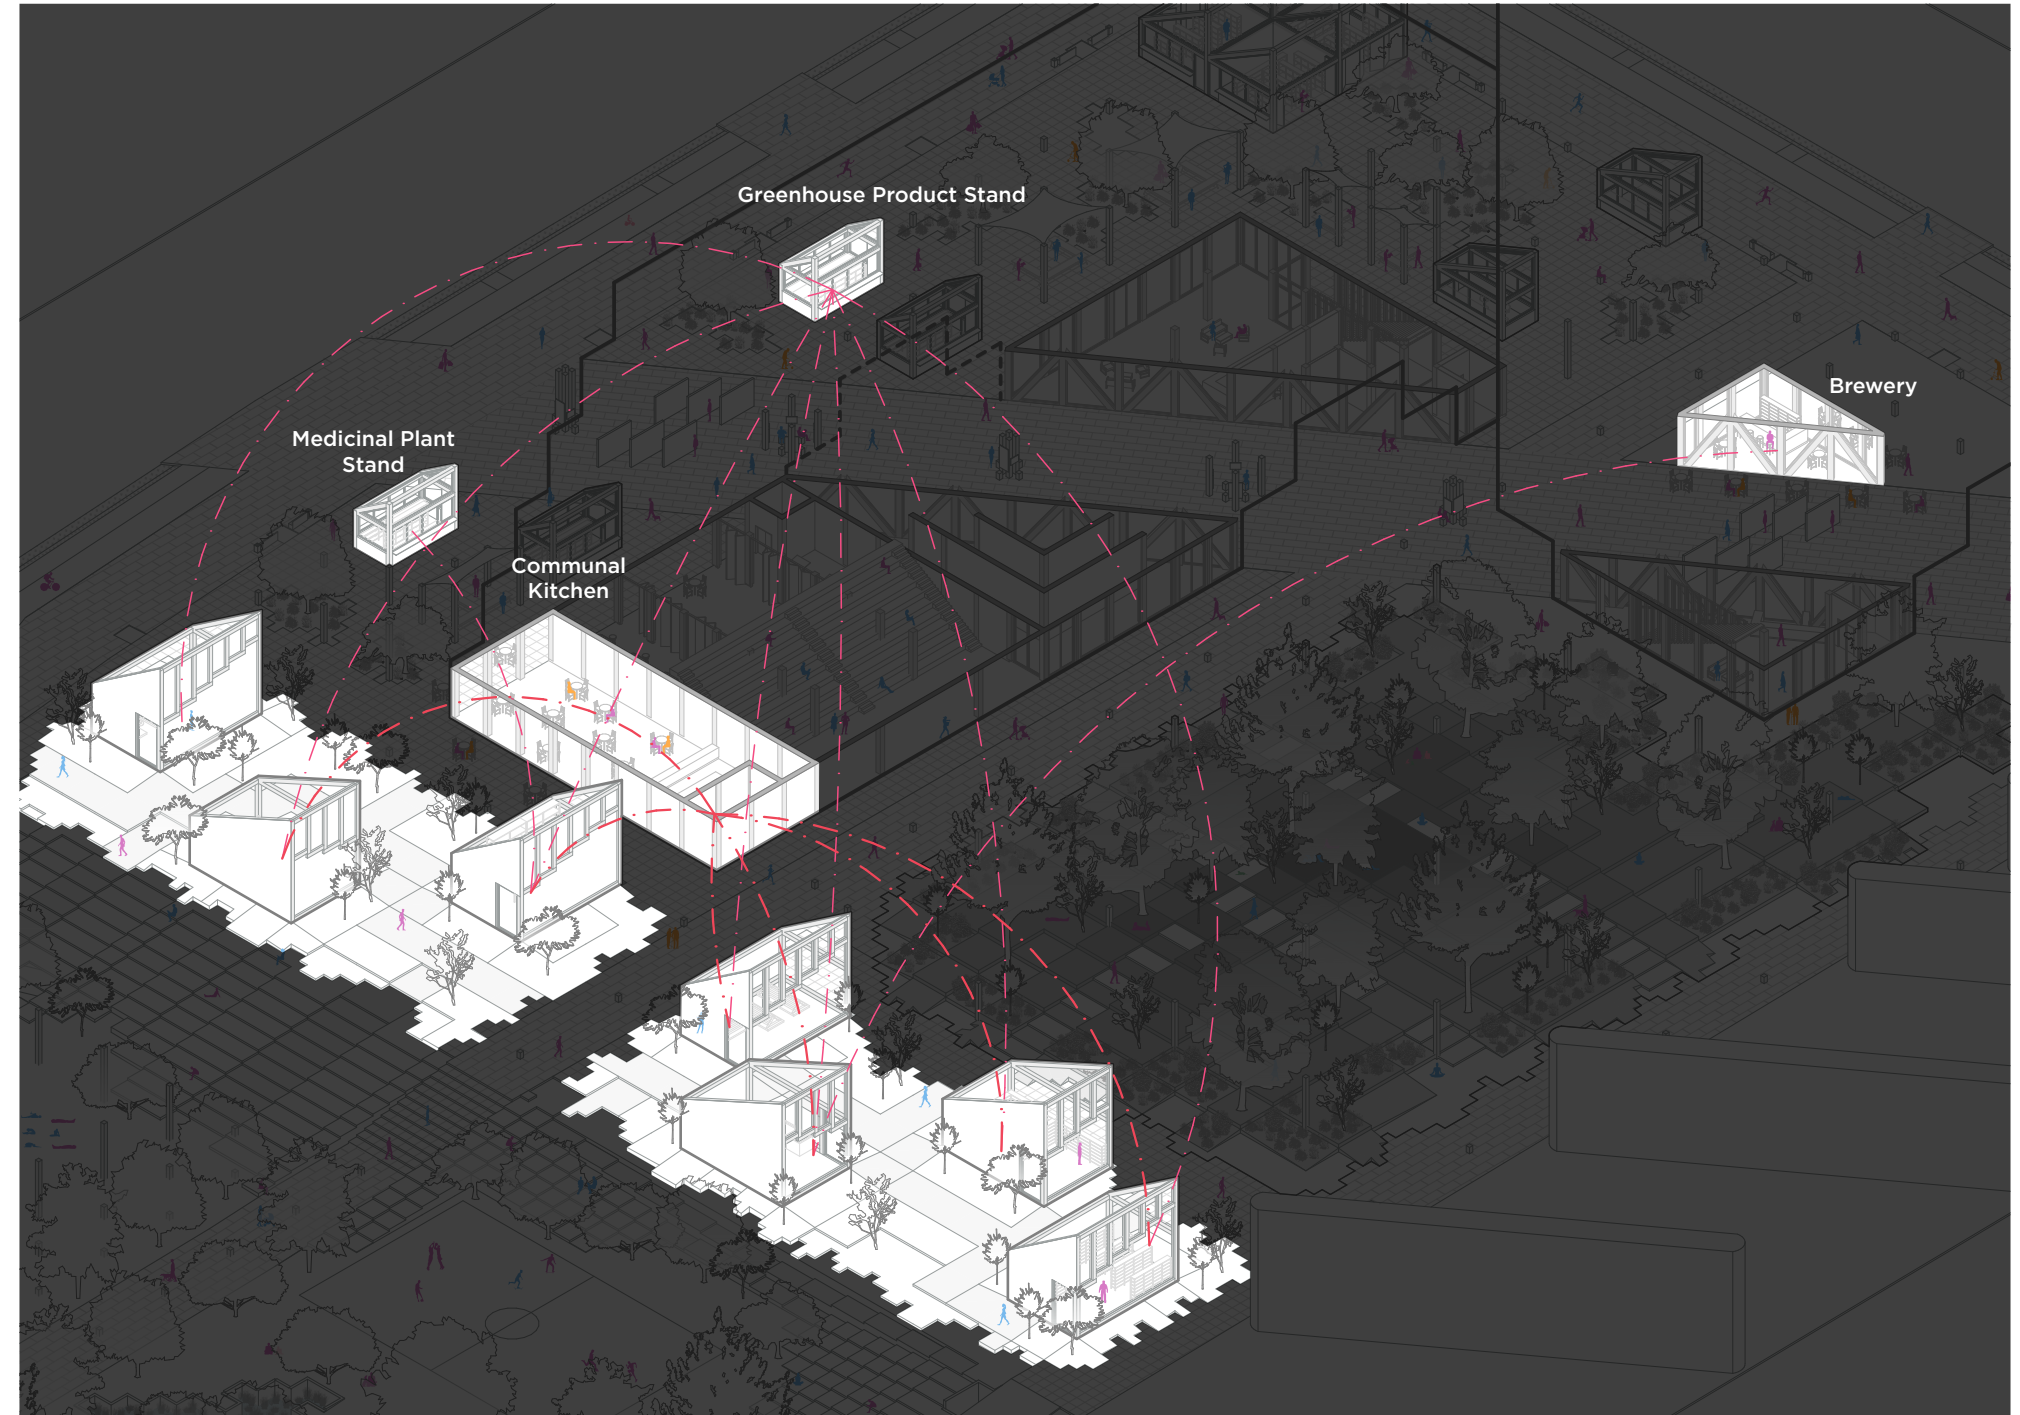 Greenhouse Product Stand
Brewery
Medicinal Plant
Stand
Communal
Kitchen